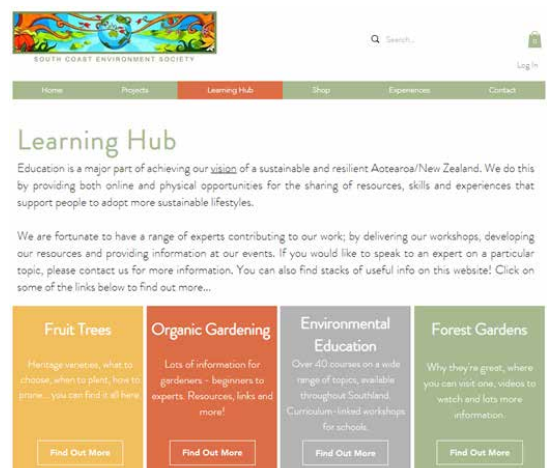 SOUTH COAST ENVIRONMENT SOCIETY
Search...
0
Log In
Home
Projects
Learning Hub
Shop
Experiences
Contact
Learning Hub
Education is a major part of achieving our vision of a sustainable and resilient Aotearoa/New Zealand. We do this
by providing both online and physical opportunities for the sharing of resources, skills and experiences that
support people to adopt more sustainable lifestyles.
We are fortunate to have a range of experts contributing to our work; by delivering our workshops, developing
our resources and providing information at our events. If you would like to speak to an expert on a particular
topic, please contact us for more information. You can also find stacks of useful info on this website! Click on
some of the links below to find out more...
Fruit Trees
Heritage varieties, what to
choose, when to plant, how to
prune... you can find it all here.
Find Out More
Organic Gardening
Lots of information for
gardeners - beginners to
experts. Resources, links and
more!
Find Out More
Environmental
Education
Over 40 courses on a wide
range of topics, available
throughout Southland.
Curriculum-linked workshops
for schools.
Find Out More
Forest Gardens
Why they're great, where
you can visit one, videos to
watch and lots more
information.
Find Out More